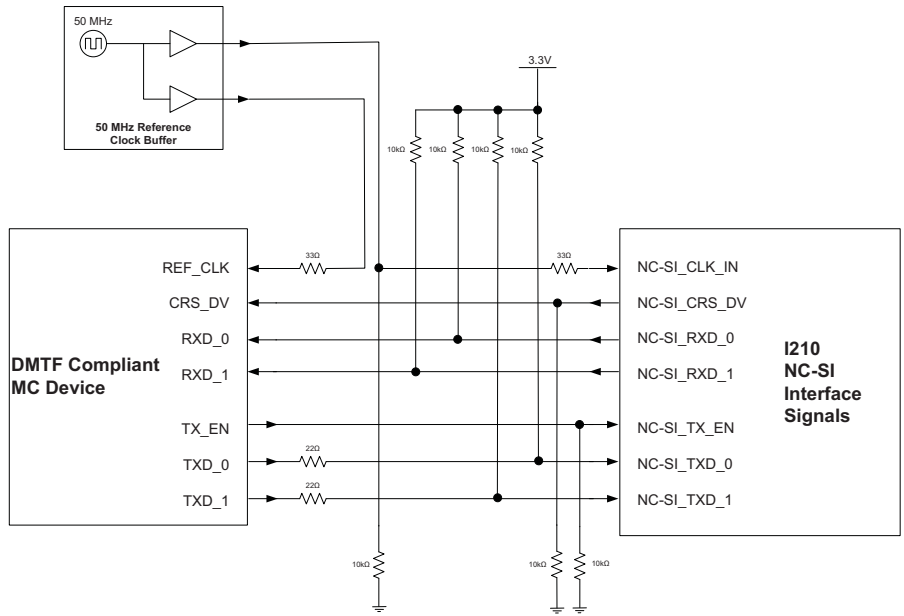 50 MHz
50 MHz Reference
Clock Buffer
3.3V
10kΩ
10kΩ
10kΩ
10kΩ
DMTF Compliant
MC Device
REF_CLK
CRS_DV
RXD_0
RXD_1
TX_EN
TXD_0
TXD_1
33Ω
33Ω
22Ω
22Ω
NC-SI_CLK_IN
NC-SI_CRS_DV
NC-SI_RXD_0
NC-SI_RXD_1
NC-SI_TX_EN
NC-SI_TXD_0
NC-SI_TXD_1
I210
NC-SI
Interface
Signals
10kΩ
10kΩ
10kΩ